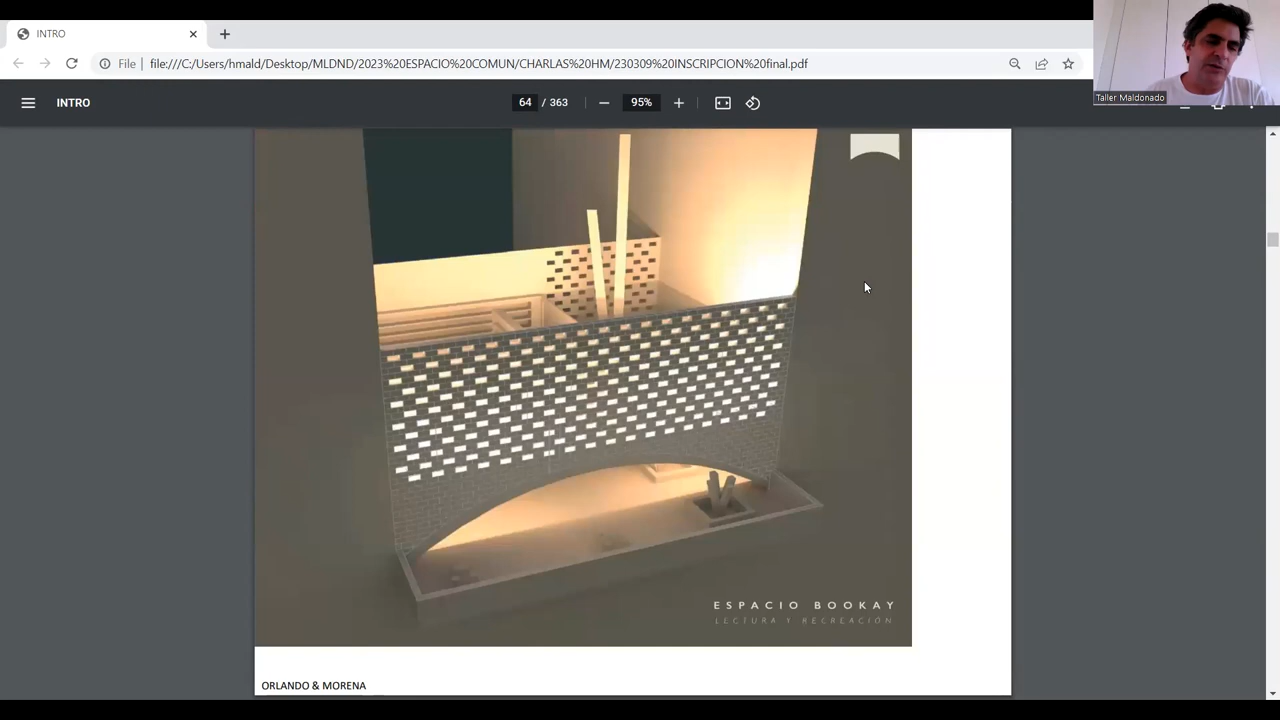 INTRO
File
file:///C:/Users/hmald/Desktop/MLDND/2023%20ESPACIO%20COMUN/CHARLAS%20HM/230309%20INSCRIPCION%20final.pdf
Taller Maldonado
INTRO
64 / 363
95%
ESPACIO BOOKAY
LECTURA Y RECREACIÓN
ORLANDO & MORENA